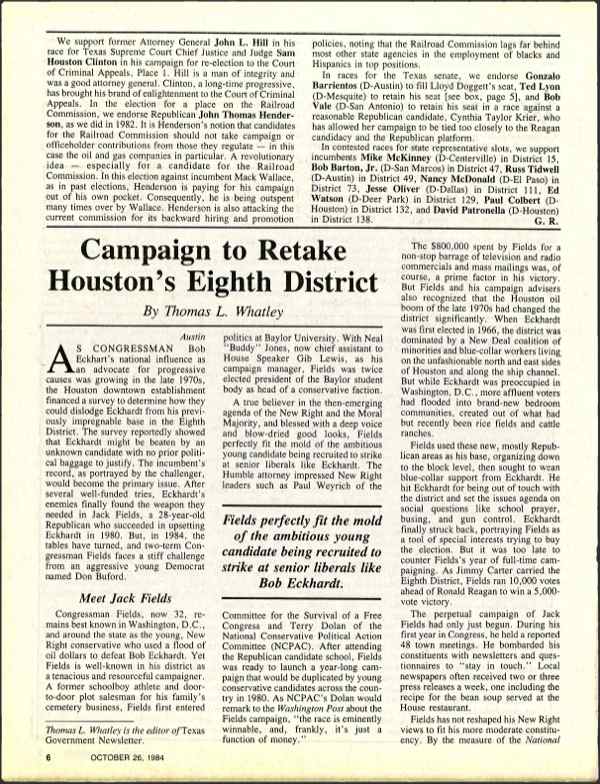 We support former Attorney General John L. Hill in his
race for Texas Supreme Court Chief Justice and Judge Sam
Houston Clinton in his campaign for re-election to the Court
of Criminal Appeals, Place 1. Hill is a man of integrity and
was a good attorney general. Clinton, a long-time progressive,
has brought his brand of enlightenment to the Court of Criminal
Appeals. In the election for a place on the Railroad
Commission, we endorse Republican John Thomas Hender-
son, as we did in 1982. It is Henderson's notion that candidates
for the Railroad Commission should not take campaign or
officeholder contributions from those they regulate — in this
case the oil and gas companies in particular. A revolutionary
idea — especially for a candidate for the Railroad
Commission. In this election against incumbent Mack Wallace,
as in past elections, Henderson is paying for his campaign
out of his own pocket. Consequently, he is being outspent
many times over by Wallace. Henderson is also attacking the
current commission for its backward hiring and promotion
policies, noting that the Railroad Commission lags far behind
most other state agencies in the employment of blacks and
Hispanics in top positions.
In races for the Texas senate, we endorse Gonzalo
Barrientos (D-Austin) to fill Lloyd Doggett's seat, Ted Lyon
(D-Mesquite) to retain his seat [see box, page 5], and Bob
Vale (D-San Antonio) to retain his seat in a race against a
reasonable Republican candidate, Cynthia Taylor Krier, who
has allowed her campaign to be tied too closely to the Reagan
candidacy and the Republican platform.
In contested races for state representative slots, we support
incumbents Mike McKinney (D-Centerville) in District 15,
Bob Barton, Jr. (D-San Marcos) in District 47, Russ Tidwell
(D-Austin) in District 49, Nancy McDonald (D-El Paso) in
District 73, Jesse Oliver (D-Dallas) in District 111, Ed
Watson (D-Deer Park) in District 129, Paul Colbert (D-
Houston) in District 132, and David Patronella (D-Houston)
in District 138. G. R.
Campaign to Retake
Houston's Eighth District
By Thomas L. Whatley
Austin
AS CONGRESSMAN Bob
Eckhart's national influence as
an advocate for progressive
causes was growing in the late 1970s,
the Houston downtown establishment
financed a survey to determine how they
could dislodge Eckhardt from his previ-
ously impregnable base in the Eighth
District. The survey reportedly showed
that Eckhardt might be beaten by an
unknown candidate with no prior politi-
cal baggage to justify. The incumbent's
record, as portrayed by the challenger,
would become the primary issue. After
several well-funded tries, Eckhardt's
enemies finally found the weapon they
needed in Jack Fields, a 28-year-old
Republican who succeeded in upsetting
Eckhardt in 1980. But, in 1984, the
tables have turned, and two-term Con-
gressman Fields faces a stiff challenge
from an aggressive young Democrat
named Don Buford.
Meet Jack Fields
Congressman Fields, now 32, re-
mains best known in Washington, D.C.,
and around the state as the young, New
Right conservative who used a flood of
oil dollars to defeat Bob Eckhardt. Yet
Fields is well-known in his district as
a tenacious and resourceful campaigner.
A former schoolboy athlete and door-
to-door plot salesman for his family's
cemetery business, Fields first entered
Thomas L. Whatley is the editor of Texas
Government Newsletter.
politics at Baylor University. With Neal
"Buddy" Jones, now chief assistant to
House Speaker Gib Lewis, as his
campaign manager, Fields was twice
elected president of the Baylor student
body as head of a conservative faction.
A true believer in the then-emerging
agenda of the New Right and the Moral
Majority, and blessed with a deep voice
and blow-dried good looks, Fields
perfectly fit the mold of the ambitious
young candidate being recruited to strike
at senior liberals like Eckhardt. The
Humble attorney impressed New Right
leaders such as Paul Weyrich of the
Fields perfectly fit the mold
of the ambitious young
candidate being recruited to
strike at senior liberals like
Bob Eckhardt.
Committee for the Survival of a Free
Congress and Terry Dolan of the
National Conservative Political Action
Committee (NCPAC). After attending
the Republican candidate school, Fields
was ready to launch a year-long cam-
paign that would be duplicated by young
conservative candidates across the coun-
try in 1980. As NCPAC's Dolan would
remark to the Washington Post about the
Fields campaign, "the race is eminently
winnable, and, frankly, it's just a
function of money."
The $800,000 spent by Fields for a
non-stop barrage of television and radio
commercials and mass mailings was, of
course, a prime factor in his victory.
But Fields and his campaign advisers
also recognized that the Houston oil
boom of the late 1970s had changed the
district significantly. When Eckhardt
was first elected in 1966, the district was
dominated by a New Deal coalition of
minorities and blue-collar workers living
on the unfashionable north and east sides
of Houston and along the ship channel.
But while Eckhardt was preoccupied in
Washington, D.C., more affluent voters
had flooded into brand-new bedroom
communities, created out of what had
but recently been rice fields and cattle
ranches.
Fields used these new, mostly Repub-
lican areas as his base, organizing down
to the block level, then sought to wean
blue-collar support from Eckhardt. He
hit Eckhardt for being out of touch with
the district and set the issues agenda on
social questions like school prayer,
busing, and gun control. Eckhardt
finally struck back, portraying Fields as
a tool of special interests trying to buy
the election. But it was too late to
counter Fields's year of full-time cam-
paigning. As Jimmy Carter carried the
Eighth District, Fields ran 10,000 votes
ahead of Ronald Reagan to win a 5,000-
vote victory.
The perpetual campaign of Jack
Fields had only just begun. During his
first year in Congress, he held a reported
48 town meetings. He bombarded his
constituents with newsletters and ques-
tionnaires to "stay in touch." Local
newspapers often received two or three
press releases a week, one including the
recipe for the bean soup served at the
House restaurant.
Fields has not reshaped his New Right
views to fit his more moderate constitu-
ency. By the measure of the National
6 OCTOBER 26, 1984